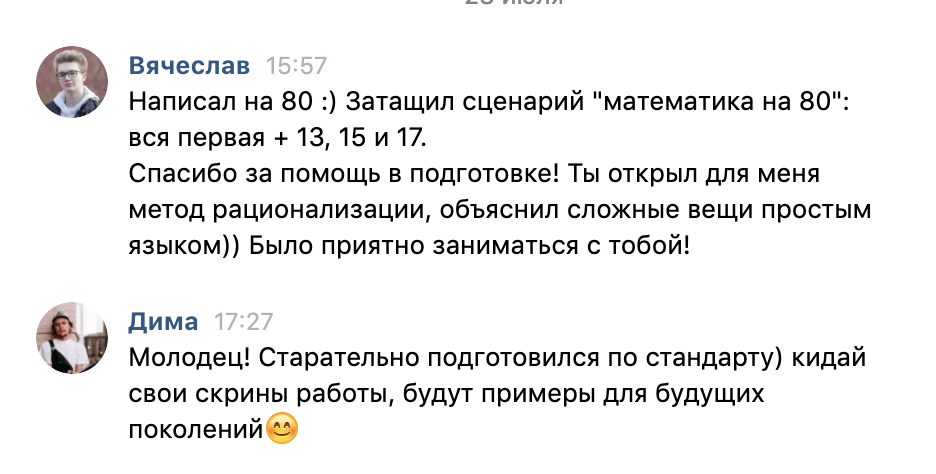 23 июля
Вячеслав 15:57
Написал на 80 :) Затащил сценарий "математика на 80":
вся первая + 13, 15 и 17.
Спасибо за помощь в подготовке! Ты открыл для меня
метод рационализации, объяснил сложные вещи простым
языком)) Было приятно заниматься с тобой!
Дима 17:27
Молодец! Старательно подготовился по стандарту) кидай
свои скрины работы, будут примеры для будущих
поколений😊